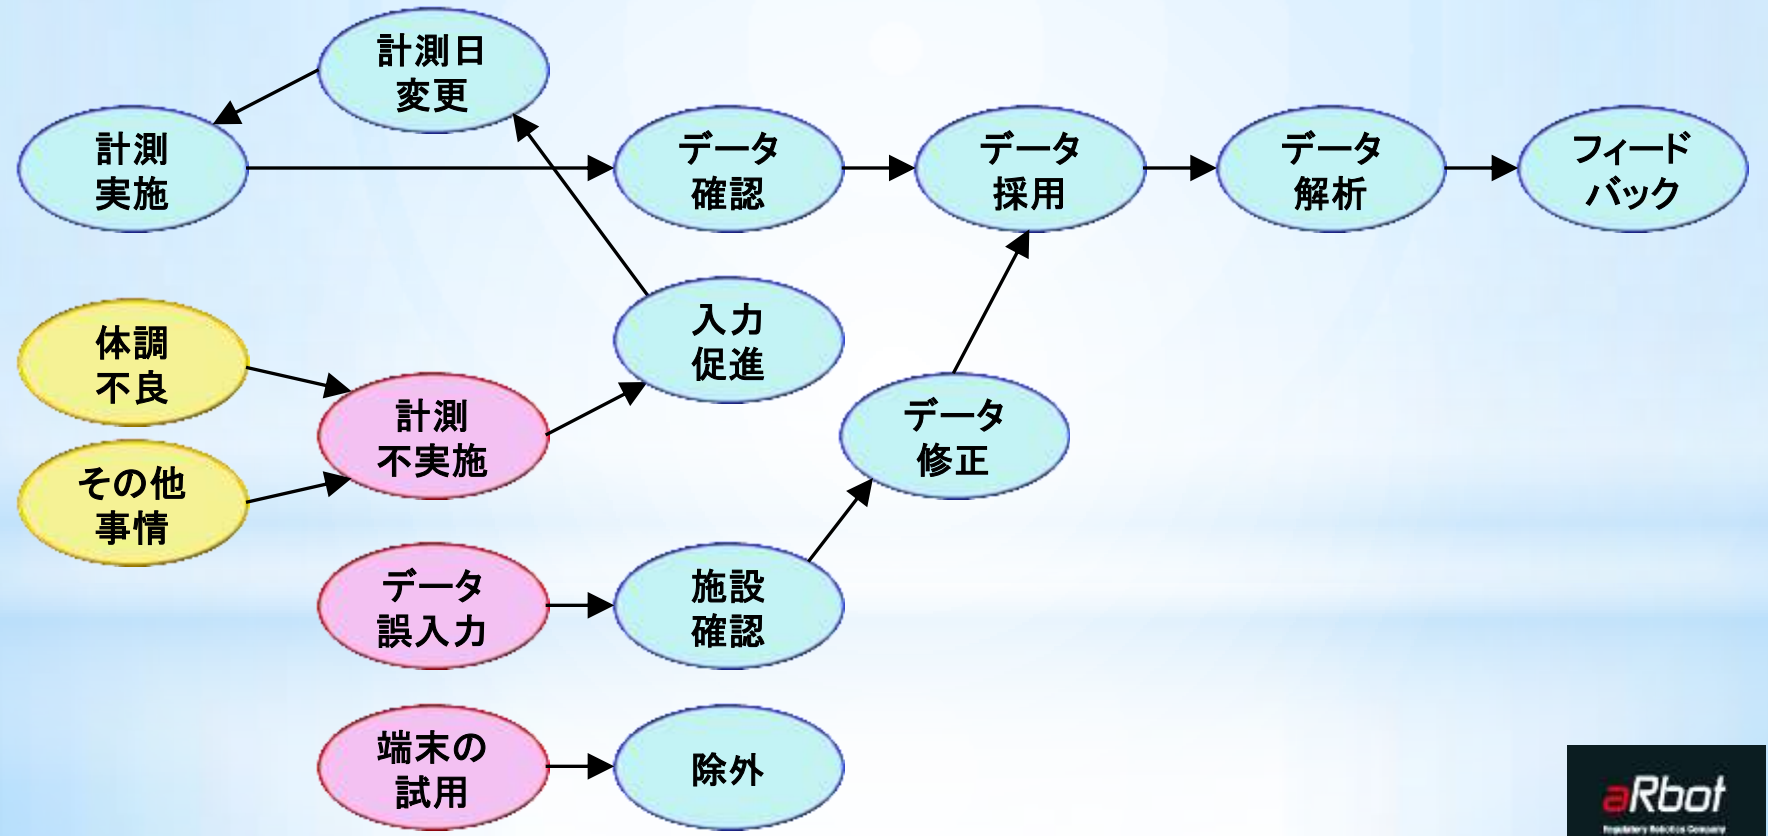 計測日
変更
計測
実施
データ
確認
データ
採用
データ
解析
フィード
バック
体調
不良
入力
促進
計測
不実施
データ
修正
その他
事情
データ
誤入力
施設
確認
端末の
試用
除外
aRbot
Regulatory Robotics Company